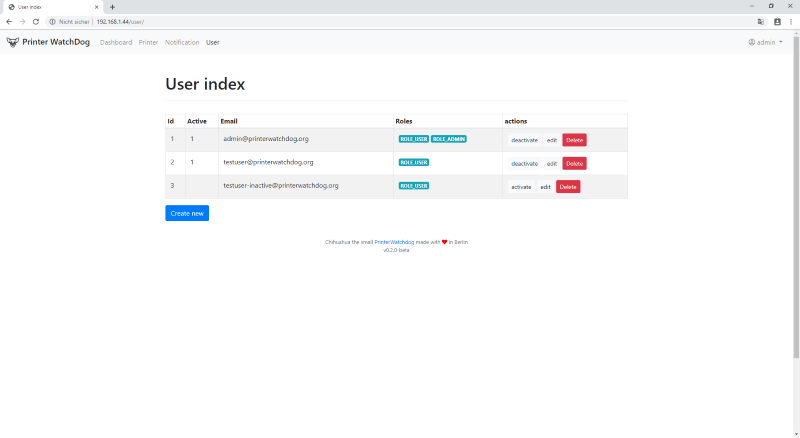 User index
Nicht sicher | 192.168.1.44/user/
Printer WatchDog Dashboard Printer Notification User admin
User index
Id Active Email Roles actions
1 1 admin@printerwatchdog.org ROLE_USER ROLE_ADMIN deactivate edit Delete
2 1 testuser@printerwatchdog.org ROLE_USER deactivate edit Delete
3 testuser-inactive@printerwatchdog.org ROLE_USER activate edit Delete
Create new
Chihuahua the small PrinterWatchdog made with ❤ in Berlin
v0.2.0-beta